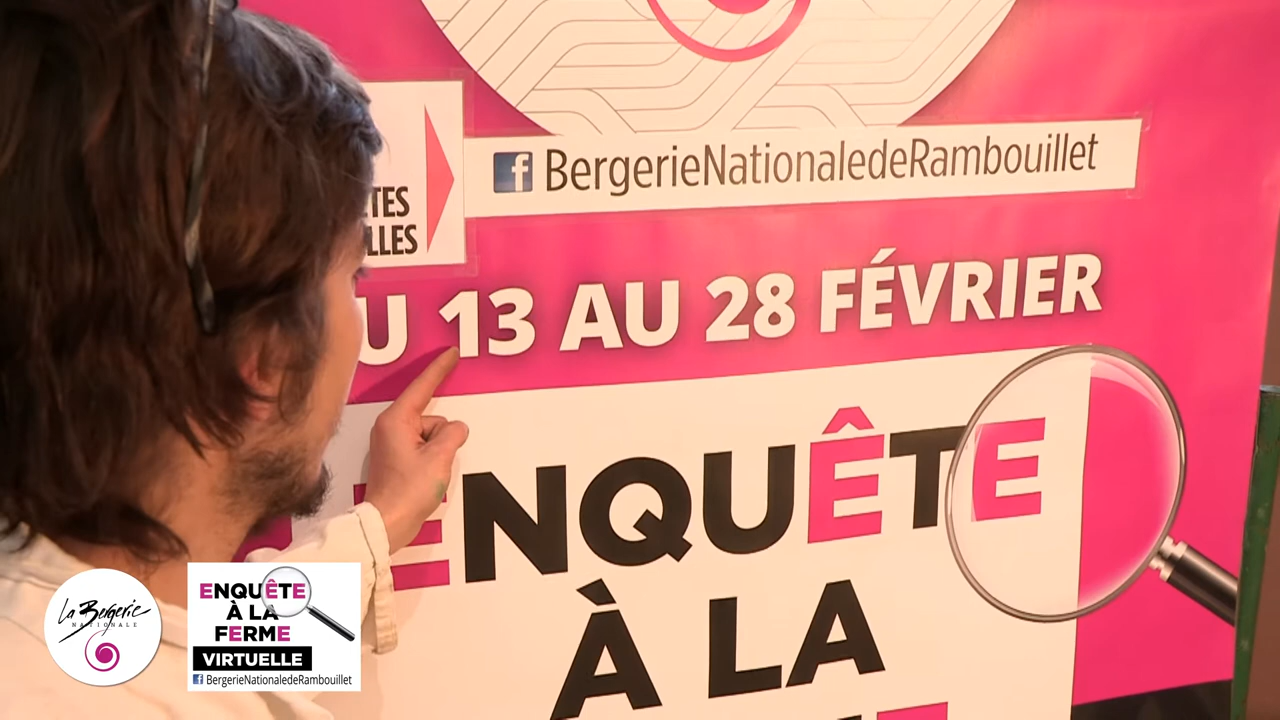 TES
LLES
f BergerieNationaledeRambouillet
U 13 AU 28 FÉVRIER
ENQUÊTE
À LA
La Bergerie
NATIONALE
ENQUÊTE
À LA
FERME
VIRTUELLE
f BergerieNationaledeRambouillet